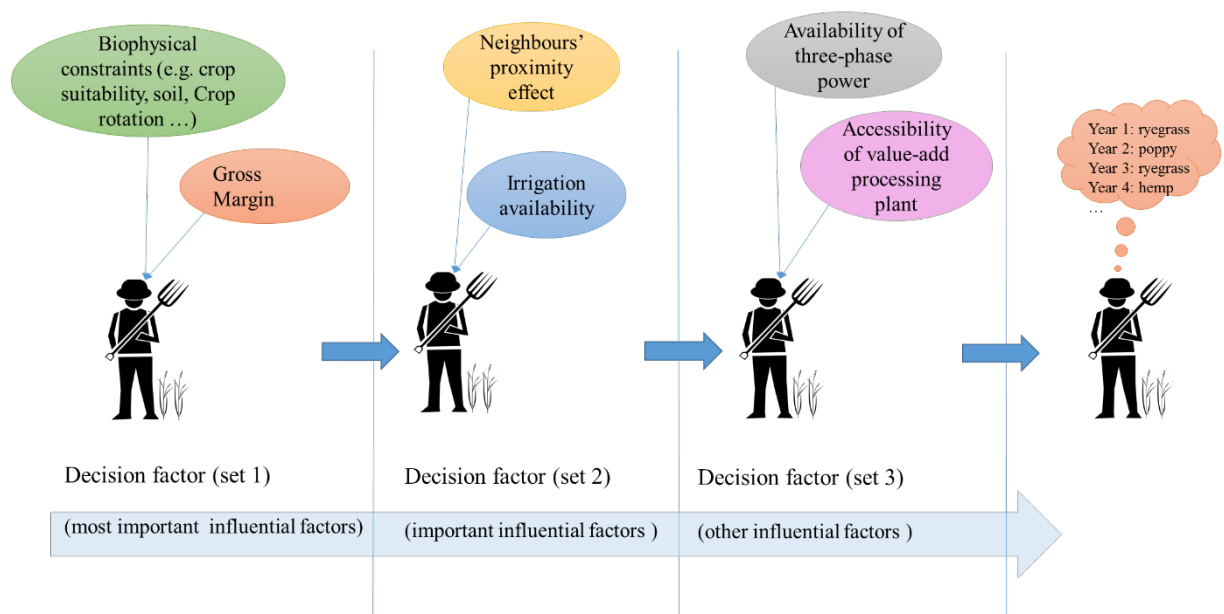 Biophysical
constraints (e.g. crop
suitability, soil, Crop
rotation …)
Gross
Margin
Neighbours’
proximity
effect
Irrigation
availability
Availability of
three-phase
power
Accessibility
of value-add
processing
plant
Year 1: ryegrass
Year 2: poppy
Year 3: ryegrass
Year 4: hemp
…
Decision factor (set 1)
Decision factor (set 2)
Decision factor (set 3)
(most important  influential factors)
(important influential factors )
(other influential factors )